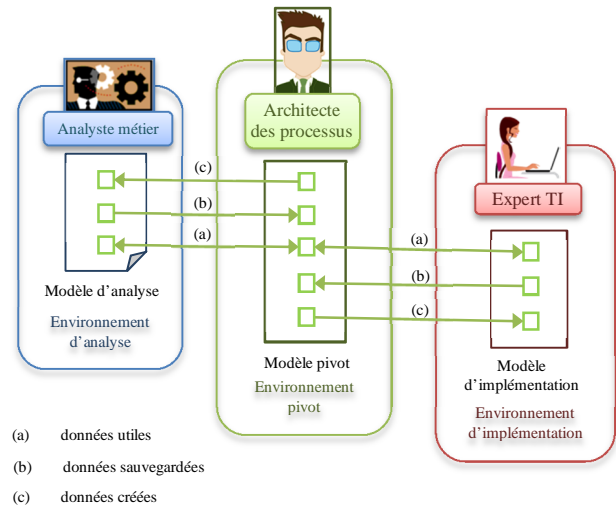 Analyste métier
Architecte
des processus
Expert TI
(c)
(b)
(a)
(a)
(b)
(c)
Modèle d’analyse
Environnement
d’analyse
Modèle pivot
Environnement
pivot
Modèle
d’implémentation
Environnement
d’implémentation
(a) données utiles
(b) données sauvegardées
(c) données créées